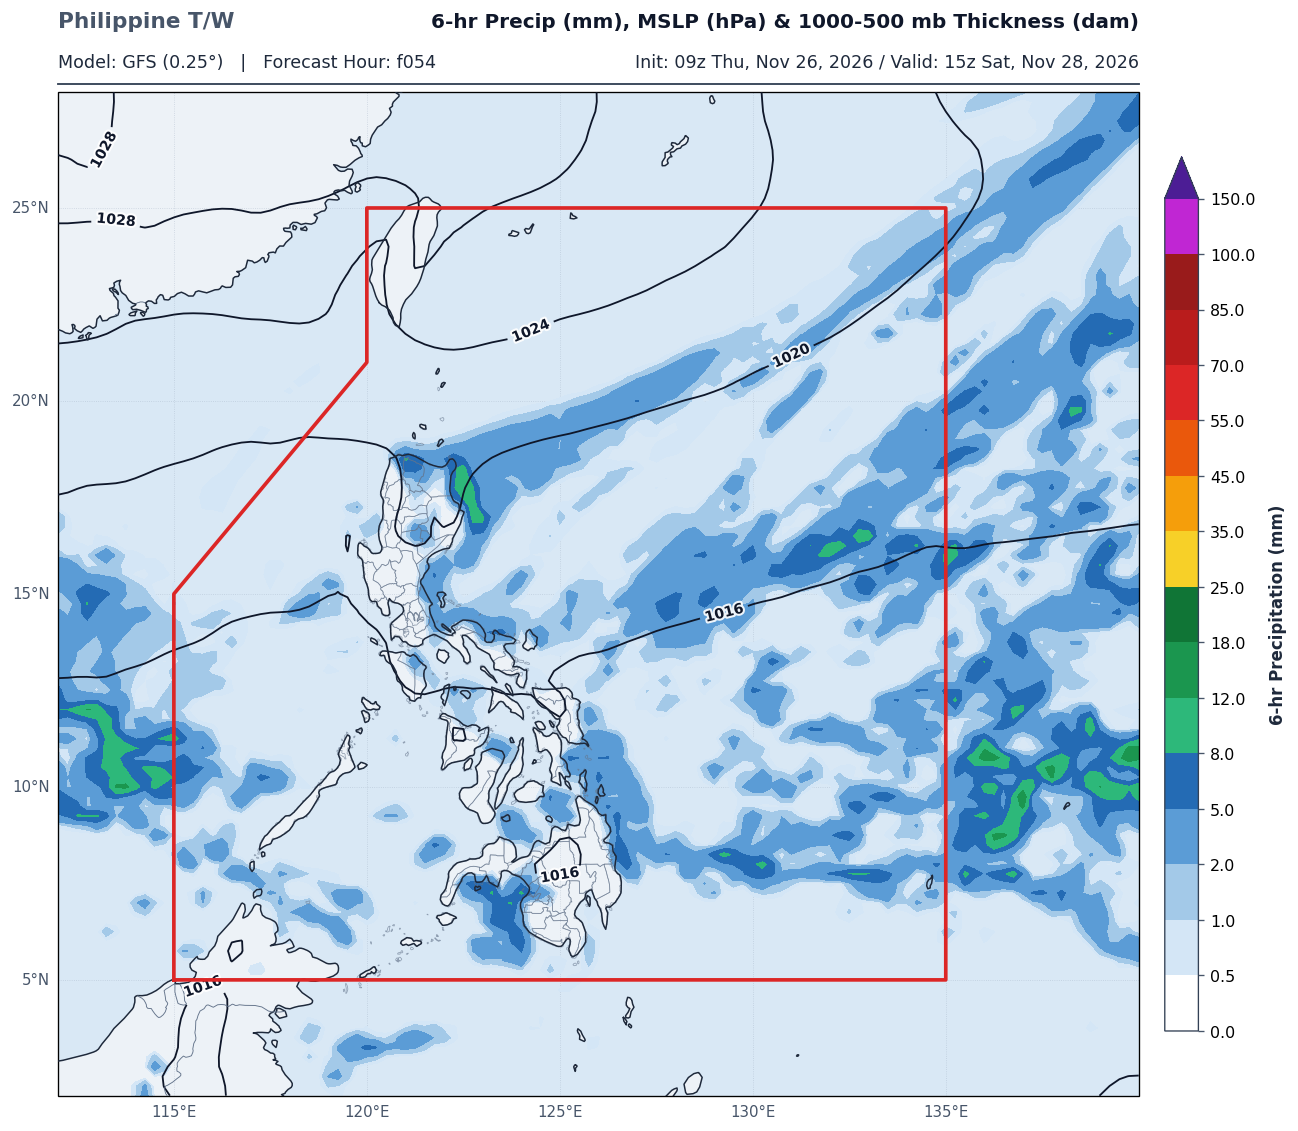 Philippine T/W
6-hr Precip (mm), MSLP (hPa) & 1000-500 mb Thickness (dam)
Model: GFS (0.25°)   |   Forecast Hour: f054
Init: 09z Thu, Nov 26, 2026 / Valid: 15z Sat, Nov 28, 2026
1028
1028
1024
1020
1016
1016
1016
25°N
20°N
15°N
10°N
5°N
115°E
120°E
125°E
130°E
135°E
150.0
100.0
85.0
70.0
55.0
45.0
35.0
25.0
18.0
12.0
8.0
5.0
2.0
1.0
0.5
0.0
6-hr Precipitation (mm)